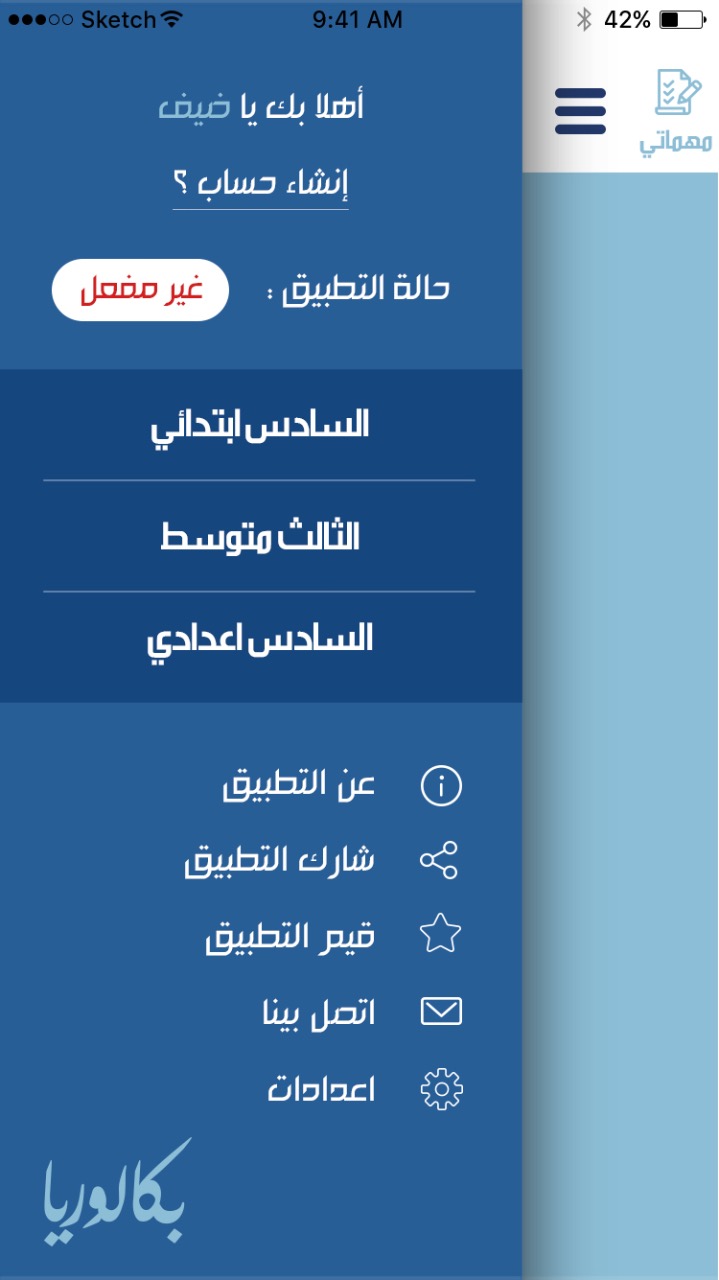 Sketch 9:41 AM 42%
مهماتي
أهلا بك يا ضيف
إنشاء حساب ؟
حالة التطبيق : غير مفعل
السادس ابتدائي
الثالث متوسط
السادس اعدادي
عن التطبيق
شارك التطبيق
قيم التطبيق
اتصل بينا
اعدادات
بكالوريا